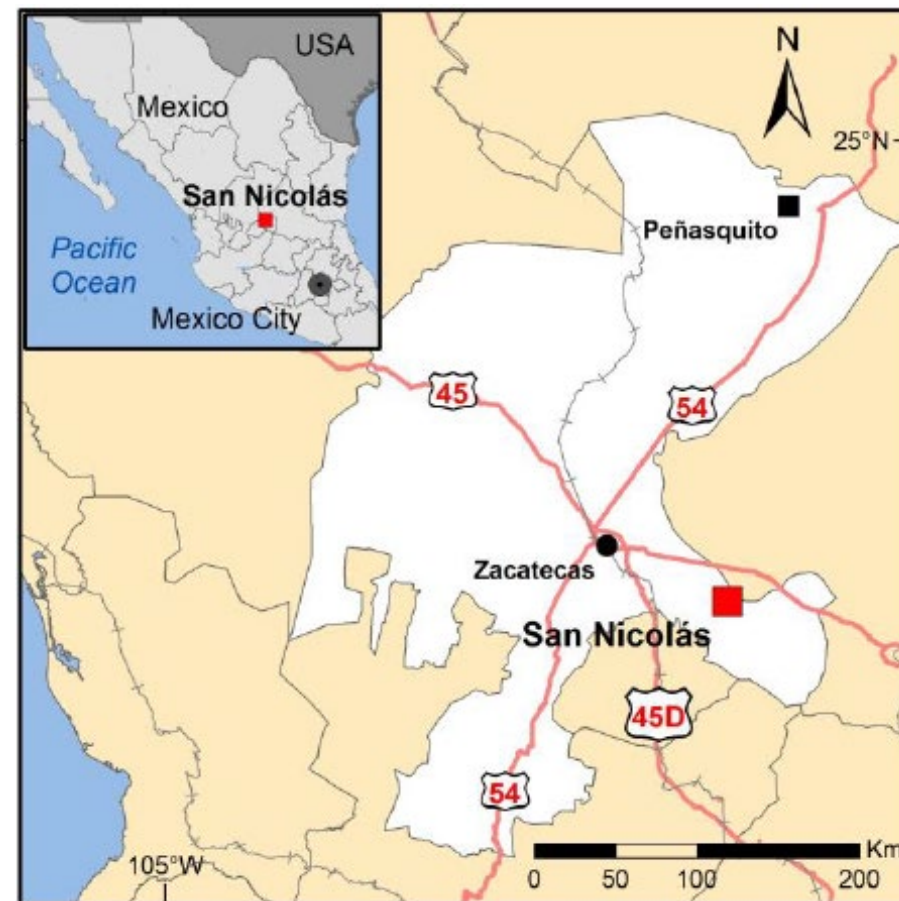 USA
Mexico
San Nicolás
Pacific
Ocean
Mexico City
N
25°N
Peñasquito
45
54
Zacatecas
San Nicolás
45D
54
105°W
Km
0 50 100 200